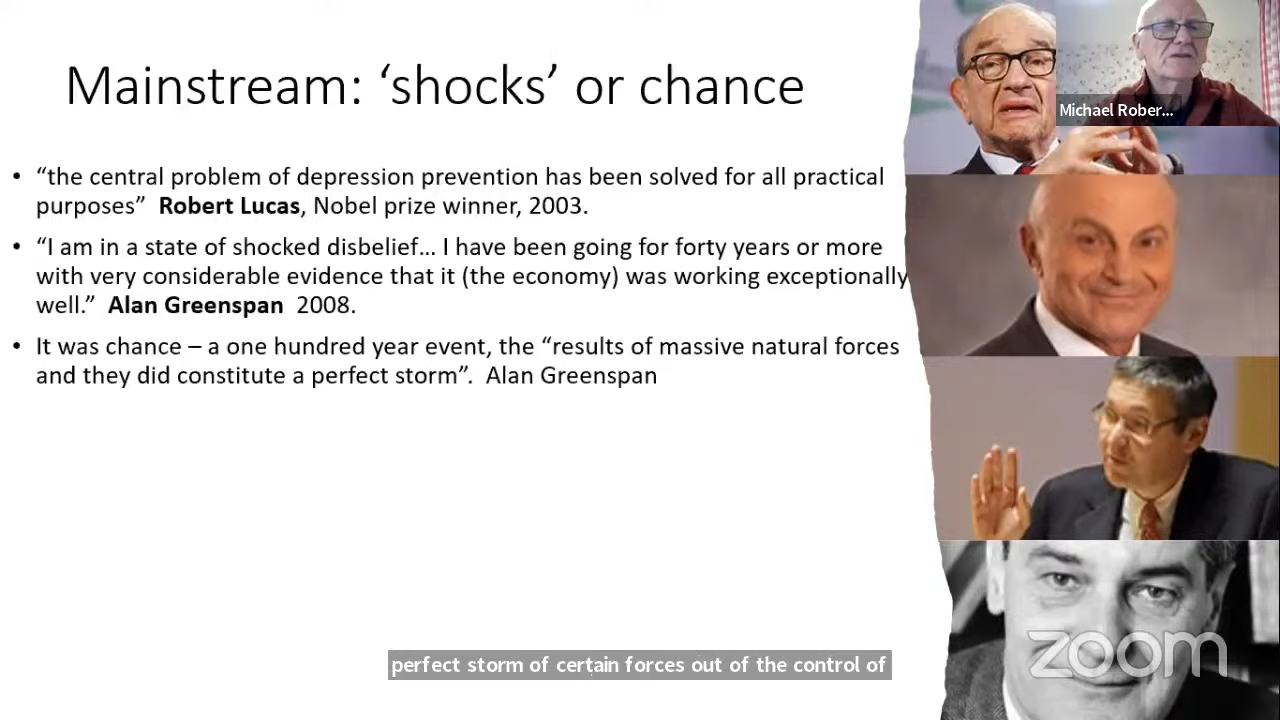 Mainstream: ‘shocks’ or chance
Michael Rober...
• “the central problem of depression prevention has been solved for all practical
purposes” Robert Lucas, Nobel prize winner, 2003.
• “I am in a state of shocked disbelief... I have been going for forty years or more
with very considerable evidence that it (the economy) was working exceptionally
well.” Alan Greenspan 2008.
• It was chance – a one hundred year event, the “results of massive natural forces
and they did constitute a perfect storm”. Alan Greenspan
perfect storm of certain forces out of the control of
zoom